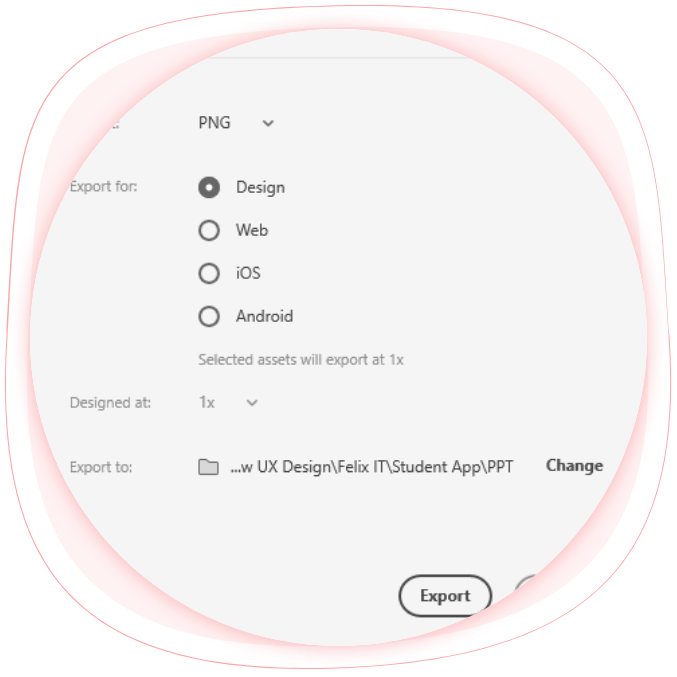 PNG
Export for:
Design
Web
iOS
Android
Selected assets will export at 1x
Designed at:
1x
Export to:
...w UX Design\Felix IT\Student App\PPT
Change
Export